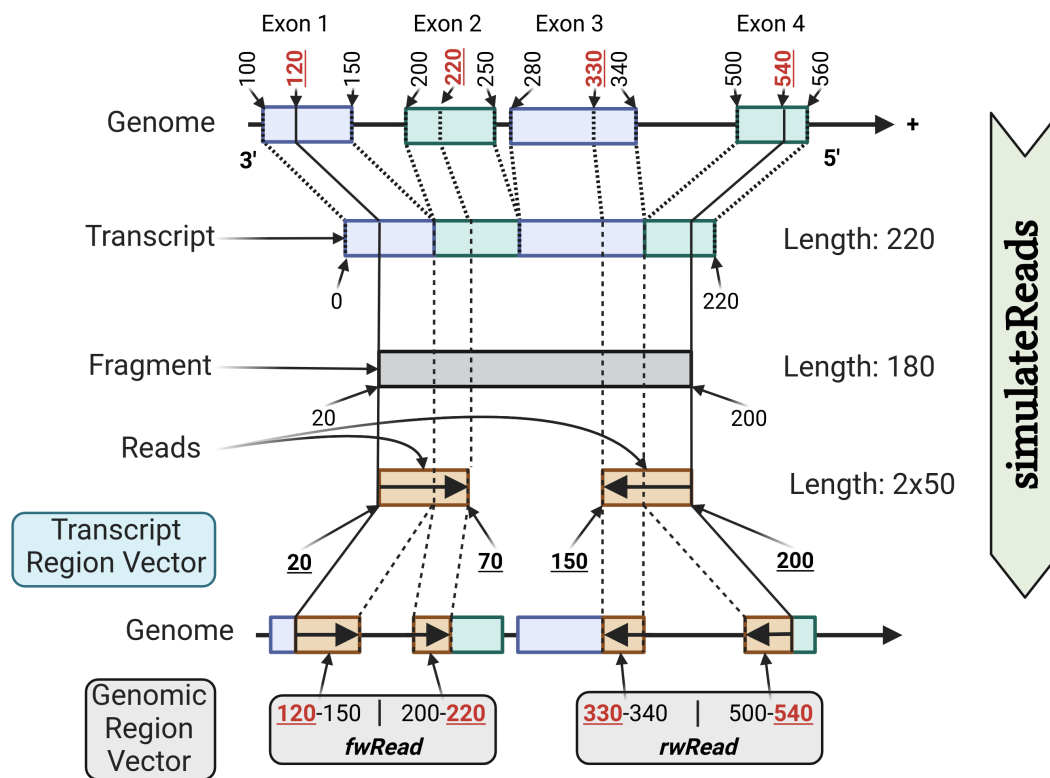 Exon 1 Exon 2 Exon 3 Exon 4
100 120 150 200 220 250 280 330 340 500 540 560
Genome +
3' 5'
Transcript Length: 220
0 220
Fragment Length: 180
20 200
Reads
Length: 2x50
Transcript
Region Vector
20 70 150 200
Genome
Genomic
Region
Vector
120-150 | 200-220
fwRead
330-340 | 500-540
rwRead
simulateReads